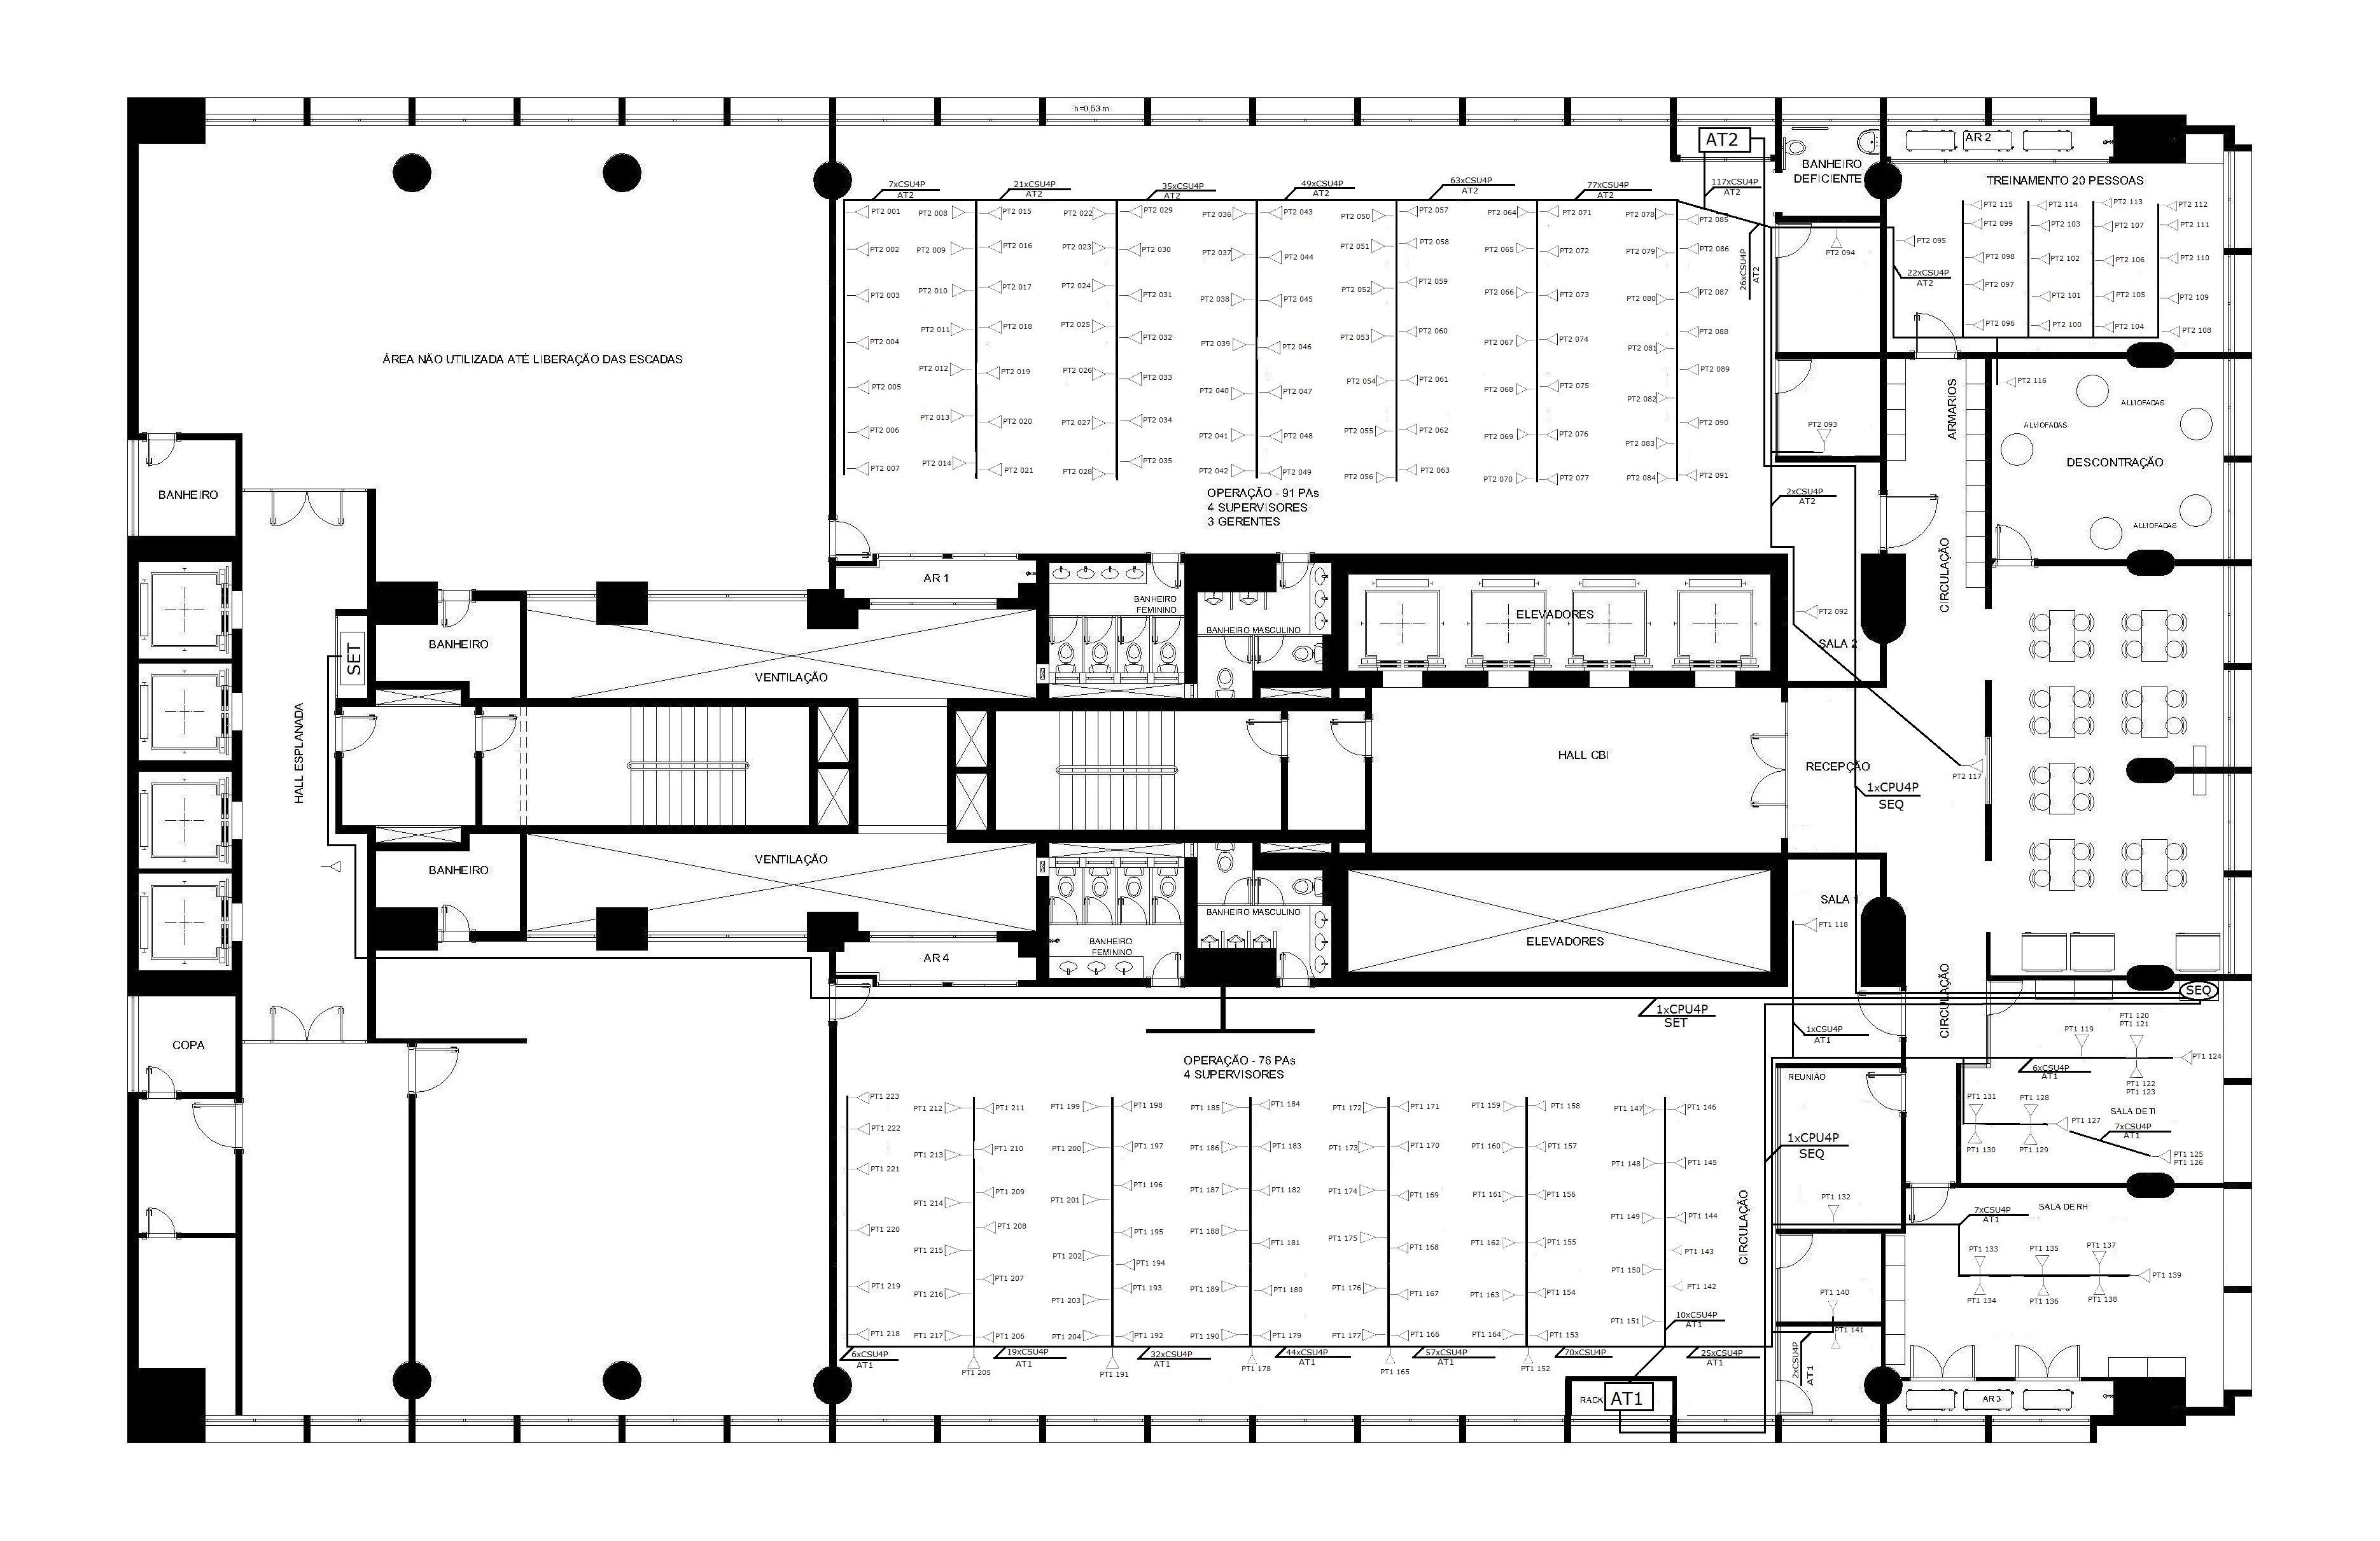 h=0,53 m
AT2
AR 2
BANHEIRO
DEFICIENTE
TREINAMENTO 20 PESSOAS
7xCSU4P
AT2
21xCSU4P
AT2
35xCSU4P
AT2
49xCSU4P
AT2
63xCSU4P
AT2
77xCSU4P
AT2
117xCSU4P
AT2
26xCSU4P
AT2
22xCSU4P
AT2
PT2 001
PT2 002
PT2 003
PT2 004
PT2 005
PT2 006
PT2 007
PT2 008
PT2 009
PT2 010
PT2 011
PT2 012
PT2 013
PT2 014
PT2 015
PT2 016
PT2 017
PT2 018
PT2 019
PT2 020
PT2 021
PT2 022
PT2 023
PT2 024
PT2 025
PT2 026
PT2 027
PT2 028
PT2 029
PT2 030
PT2 031
PT2 032
PT2 033
PT2 034
PT2 035
PT2 036
PT2 037
PT2 038
PT2 039
PT2 040
PT2 041
PT2 042
PT2 043
PT2 044
PT2 045
PT2 046
PT2 047
PT2 048
PT2 049
PT2 050
PT2 051
PT2 052
PT2 053
PT2 054
PT2 055
PT2 056
PT2 057
PT2 058
PT2 059
PT2 060
PT2 061
PT2 062
PT2 063
PT2 064
PT2 065
PT2 066
PT2 067
PT2 068
PT2 069
PT2 070
PT2 071
PT2 072
PT2 073
PT2 074
PT2 075
PT2 076
PT2 077
PT2 078
PT2 079
PT2 080
PT2 081
PT2 082
PT2 083
PT2 084
PT2 085
PT2 086
PT2 087
PT2 088
PT2 089
PT2 090
PT2 091
PT2 094
PT2 093
PT2 095
PT2 115
PT2 099
PT2 098
PT2 097
PT2 096
PT2 114
PT2 103
PT2 102
PT2 101
PT2 100
PT2 113
PT2 107
PT2 106
PT2 105
PT2 104
PT2 112
PT2 111
PT2 110
PT2 109
PT2 108
PT2 116
ÁREA NÃO UTILIZADA ATÉ LIBERAÇÃO DAS ESCADAS
ARMARIOS
ALMOFADAS
ALMOFADAS
DESCONTRAÇÃO
ALMOFADAS
BANHEIRO
OPERAÇÃO - 91 PAs
4 SUPERVISORES
3 GERENTES
2xCSU4P
AT2
CIRCULAÇÃO
AR 1
BANHEIRO
FEMININO
BANHEIRO MASCULINO
ELEVADORES
PT2 092
SALA 2
SET
BANHEIRO
VENTILAÇÃO
HALL ESPLANADA
HALL CBI
RECEPÇÃO
PT2 117
1xCPU4P
SEQ
BANHEIRO
VENTILAÇÃO
BANHEIRO MASCULINO
BANHEIRO
FEMININO
AR 4
ELEVADORES
SALA 1
PT1 118
CIRCULAÇÃO
SEQ
1xCPU4P
SET
1xCSU4P
AT1
COPA
OPERAÇÃO - 76 PAs
4 SUPERVISORES
PT1 119
PT1 120
PT1 121
PT1 124
6xCSU4P
AT1
PT1 122
PT1 123
REUNIÃO
PT1 131
PT1 128
SALA DE TI
PT1 127
7xCSU4P
AT1
PT1 130
PT1 129
PT1 125
PT1 126
1xCPU4P
SEQ
PT1 132
CIRCULAÇÃO
7xCSU4P
AT1
SALA DE RH
PT1 133
PT1 135
PT1 137
PT1 139
PT1 134
PT1 136
PT1 138
PT1 140
PT1 141
2xCSU4P
AT1
PT1 223
PT1 222
PT1 221
PT1 220
PT1 219
PT1 218
PT1 212
PT1 213
PT1 214
PT1 215
PT1 216
PT1 217
PT1 211
PT1 210
PT1 209
PT1 208
PT1 207
PT1 206
PT1 199
PT1 200
PT1 201
PT1 202
PT1 203
PT1 204
PT1 198
PT1 197
PT1 196
PT1 195
PT1 194
PT1 193
PT1 192
PT1 185
PT1 186
PT1 187
PT1 188
PT1 189
PT1 190
PT1 184
PT1 183
PT1 182
PT1 181
PT1 180
PT1 179
PT1 172
PT1 173
PT1 174
PT1 175
PT1 176
PT1 177
PT1 171
PT1 170
PT1 169
PT1 168
PT1 167
PT1 166
PT1 159
PT1 160
PT1 161
PT1 162
PT1 163
PT1 164
PT1 158
PT1 157
PT1 156
PT1 155
PT1 154
PT1 153
PT1 147
PT1 148
PT1 149
PT1 150
PT1 151
PT1 146
PT1 145
PT1 144
PT1 143
PT1 142
10xCSU4P
AT1
6xCSU4P
AT1
PT1 205
19xCSU4P
AT1
PT1 191
32xCSU4P
AT1
PT1 178
44xCSU4P
AT1
PT1 165
57xCSU4P
AT1
PT1 152
70xCSU4P
25xCSU4P
AT1
RACK
AT1
AR 3